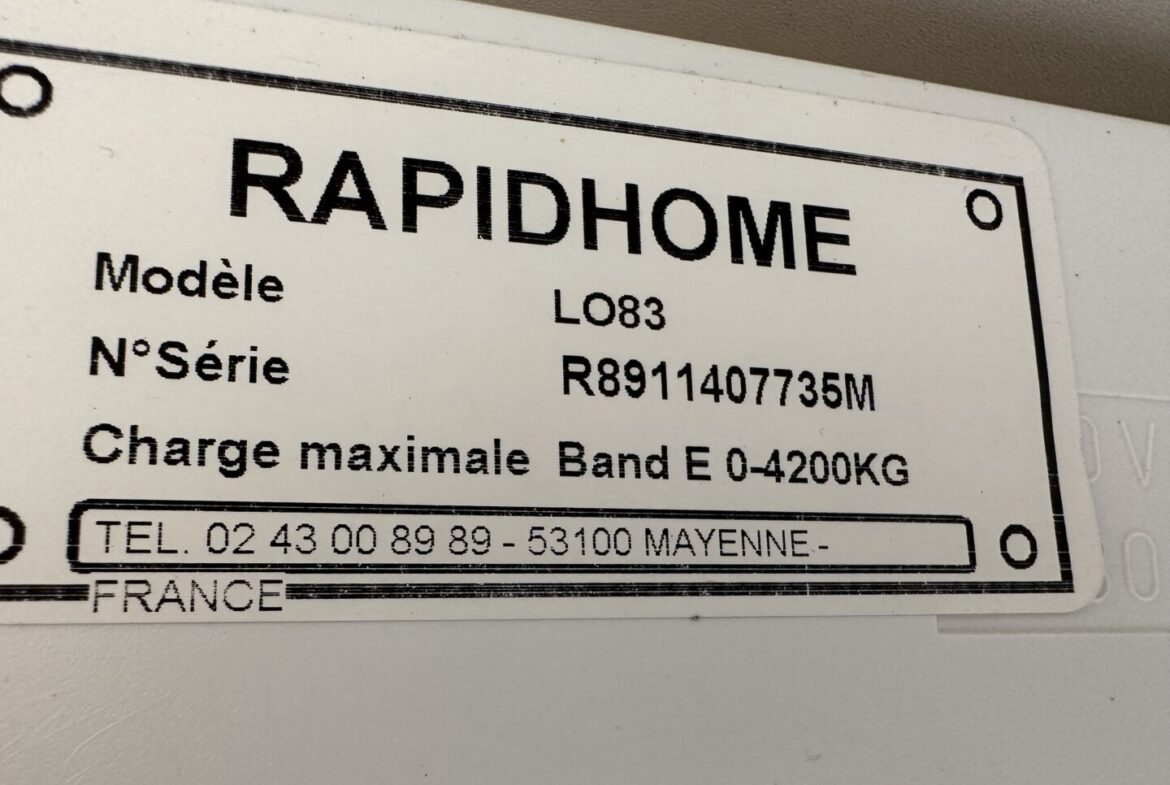 RAPIDHOME
Modèle LO83
N°Série R8911407735M
Charge maximale Band E 0-4200KG
TEL. 02 43 00 89 89 - 53100 MAYENNE -
FRANCE